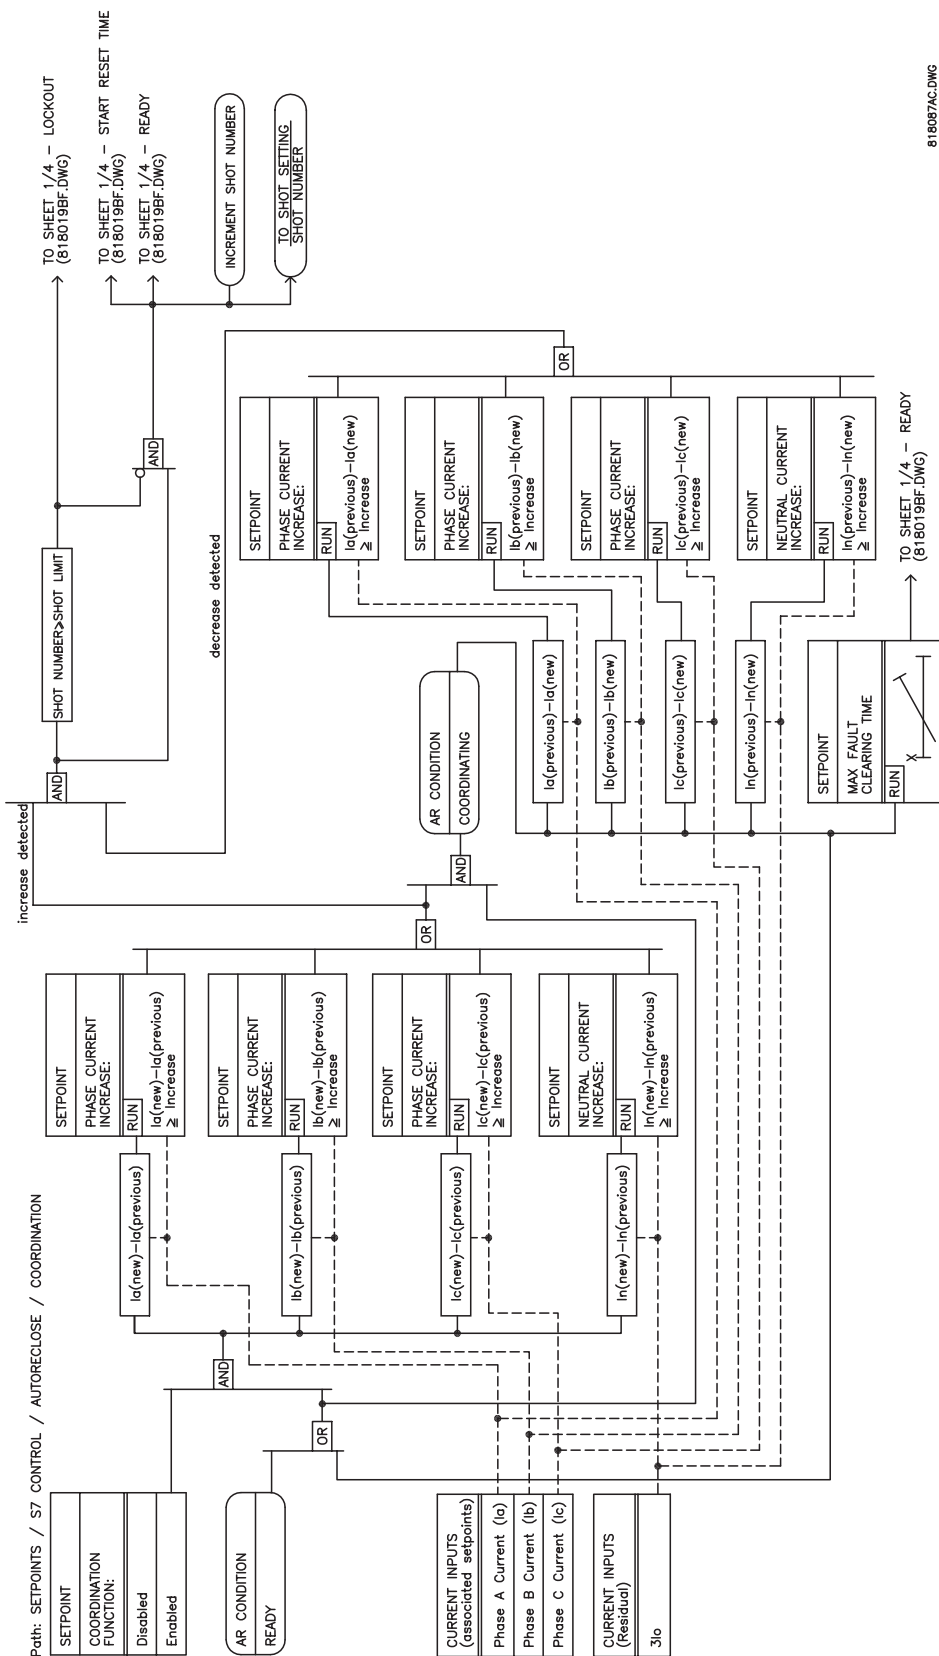 Path: SETPOINTS / S7 CONTROL / AUTORECLOSE / COORDINATION
SETPOINT
COORDINATION
FUNCTION:
Disabled
Enabled
AR CONDITION
READY
CURRENT INPUTS
(associated setpoints)
Phase A Current (Ia)
Phase B Current (Ib)
Phase C Current (Ic)
CURRENT INPUTS
(Residual)
3Io
OR
AND
Ia(new)-Ia(previous)
Ib(new)-Ib(previous)
Ic(new)-Ic(previous)
In(new)-In(previous)
SETPOINT
PHASE CURRENT
INCREASE:
RUN
Ia(new)-Ia(previous)
≥ Increase
SETPOINT
PHASE CURRENT
INCREASE:
RUN
Ib(new)-Ib(previous)
≥ Increase
SETPOINT
PHASE CURRENT
INCREASE:
RUN
Ic(new)-Ic(previous)
≥ Increase
SETPOINT
NEUTRAL CURRENT
INCREASE:
RUN
In(new)-In(previous)
≥ Increase
OR
AND
increase detected
AND
AR CONDITION
COORDINATING
SHOT NUMBER≥SHOT LIMIT
decrease detected
Ia(previous)-Ia(new)
Ib(previous)-Ib(new)
Ic(previous)-Ic(new)
In(previous)-In(new)
SETPOINT
MAX FAULT
CLEARING TIME
RUN
X
SETPOINT
PHASE CURRENT
INCREASE:
RUN
Ia(previous)-Ia(new)
≥ Increase
SETPOINT
PHASE CURRENT
INCREASE:
RUN
Ib(previous)-Ib(new)
≥ Increase
SETPOINT
PHASE CURRENT
INCREASE:
RUN
Ic(previous)-Ic(new)
≥ Increase
SETPOINT
NEUTRAL CURRENT
INCREASE:
RUN
In(previous)-In(new)
≥ Increase
OR
AND
TO SHEET 1/4 - LOCKOUT
(818019BF.DWG)
TO SHEET 1/4 - START RESET TIME
(818019BF.DWG)
TO SHEET 1/4 - READY
(818019BF.DWG)
INCREMENT SHOT NUMBER
TO SHOT SETTING
SHOT NUMBER
TO SHEET 1/4 - READY
(818019BF.DWG)
818087AC.DWG